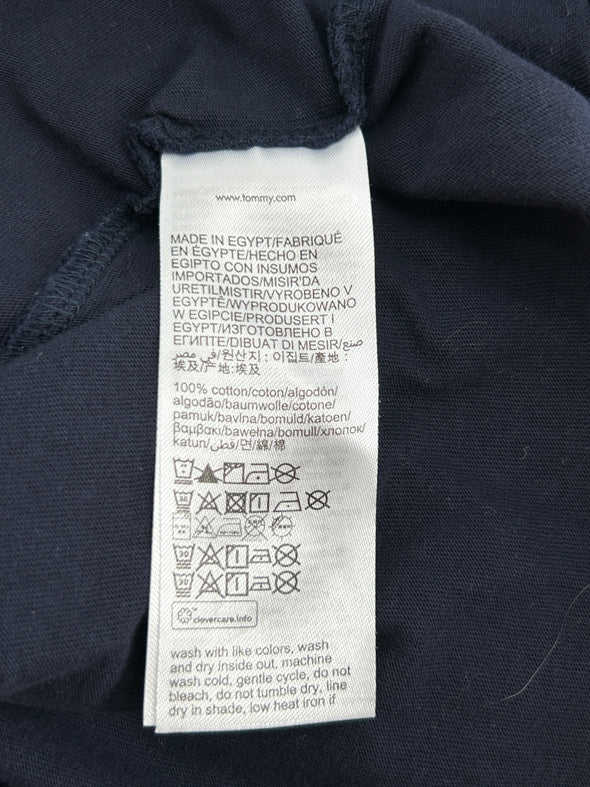 www.tommy.com
MADE IN EGYPT/FABRIQUÉ
EN ÉGYPTE/HECHO EN
EGIPTO CON INSUMOS
IMPORTADOS/MISIR'DA
URETILMISTIR/VYROBENO V
EGYPTĚ/WYPRODUKOWANO
W EGIPCIE/PRODUSERT I
EGYPT/ИЗГОТОВЛЕНО В
ЕГИПТЕ/DIBUAT DI MESIR/صنع
في مصر/원산지 : 이집트/產地 :
埃及/产地:埃及
100% cotton/coton/algodón/
algodão/baumwolle/cotone/
pamuk/bavlna/bomuld/katoen/
βαμβακι/bawełna/bomull/хлопок/
katun/قطن/면/綿/棉
30
30
30
clevercare.info
wash with like colors, wash
and dry inside out, machine
wash cold, gentle cycle, do not
bleach, do not tumble dry, line
dry in shade, low heat iron if